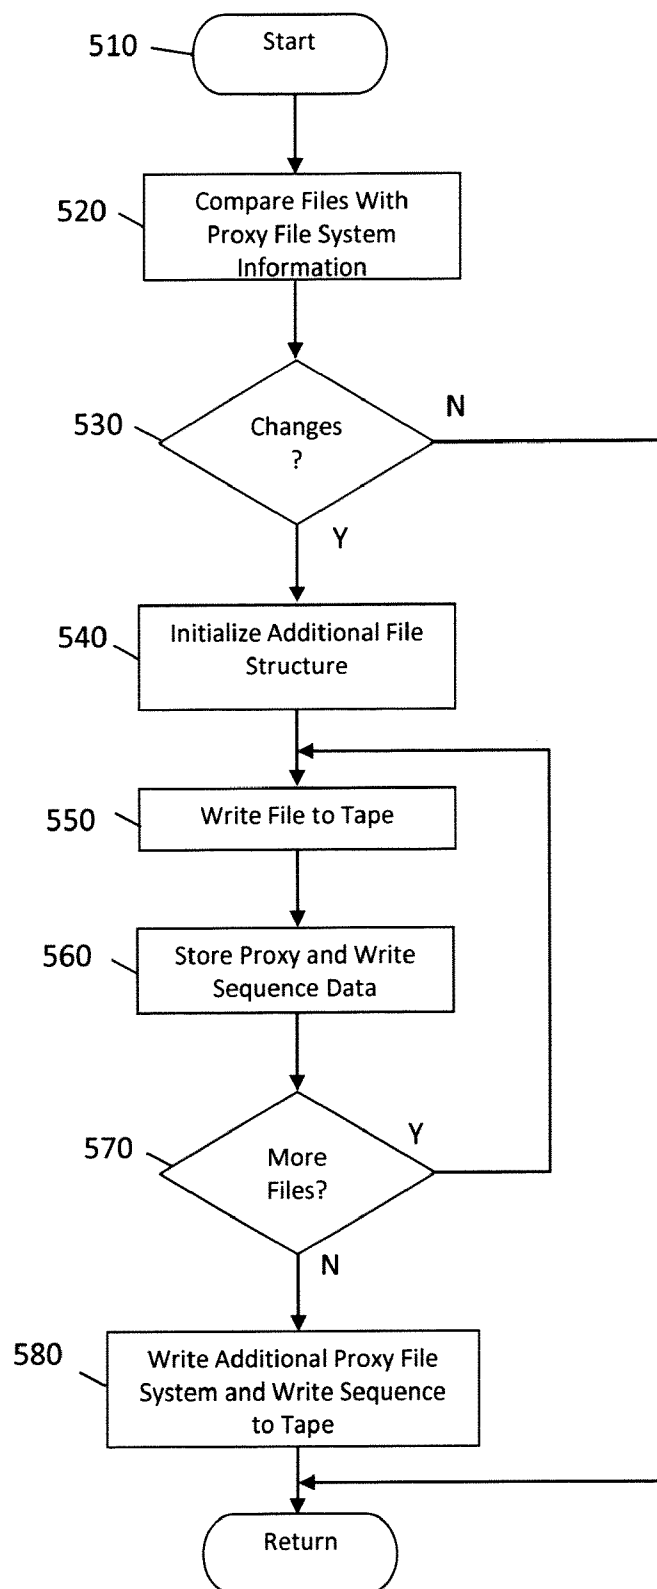 510
Start
520
Compare Files With
Proxy File System
Information
530
Changes
?
N
Y
540
Initialize Additional File
Structure
550
Write File to Tape
560
Store Proxy and Write
Sequence Data
570
More
Files?
Y
N
580
Write Additional Proxy File
System and Write Sequence
to Tape
Return